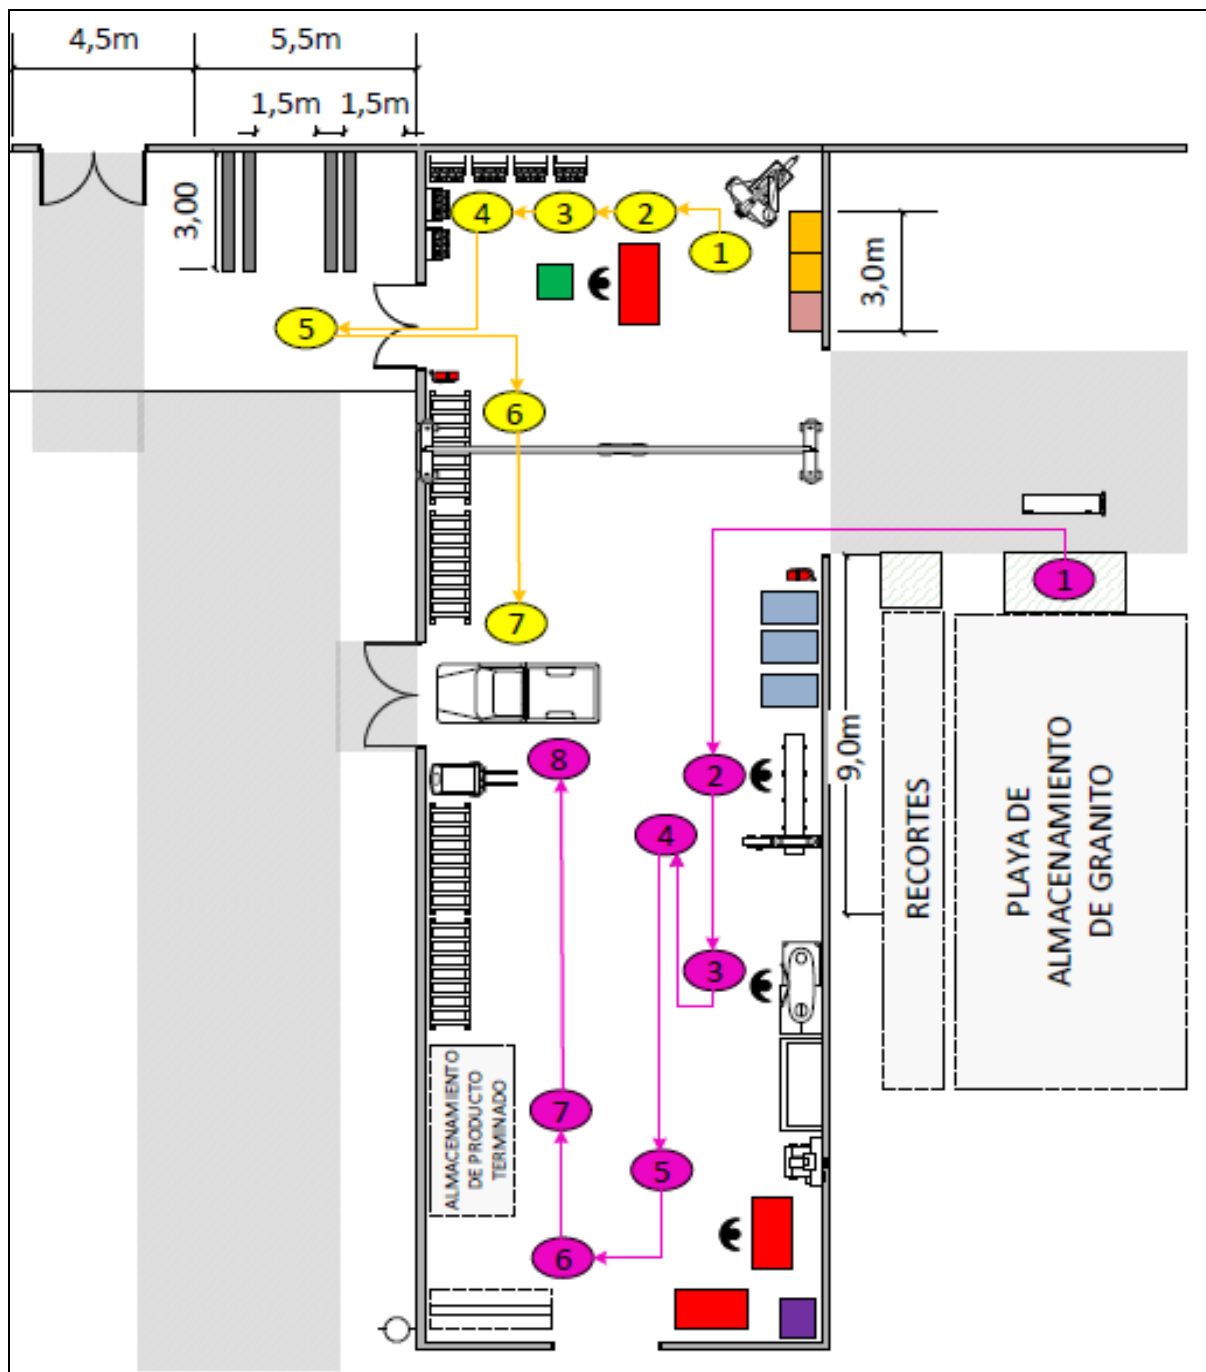 4,5m
5,5m
1,5m
1,5m
3,00
4
3
2
1
3,0m
5
6
1
7
8
2
9,0m
4
RECORTES
PLAYA DE
ALMACENAMIENTO
DE GRANITO
3
ALMACENAMIENTO
DE PRODUCTO
TERMINADO
7
5
6